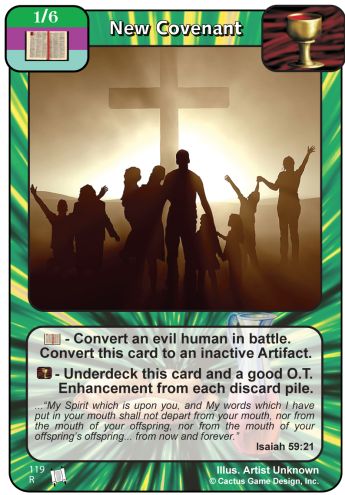 1/6
New Covenant
- Convert an evil human in battle.
Convert this card to an inactive Artifact.
- Underdeck this card and a good O.T.
Enhancement from each discard pile.
..."My Spirit which is upon you, and My words which I have
put in your mouth shall not depart from your mouth, nor from
the mouth of your offspring, nor from the mouth of your
offspring's offspring... from now and forever."
Isaiah 59:21
119
R
Illus. Artist Unknown
© Cactus Game Design, Inc.